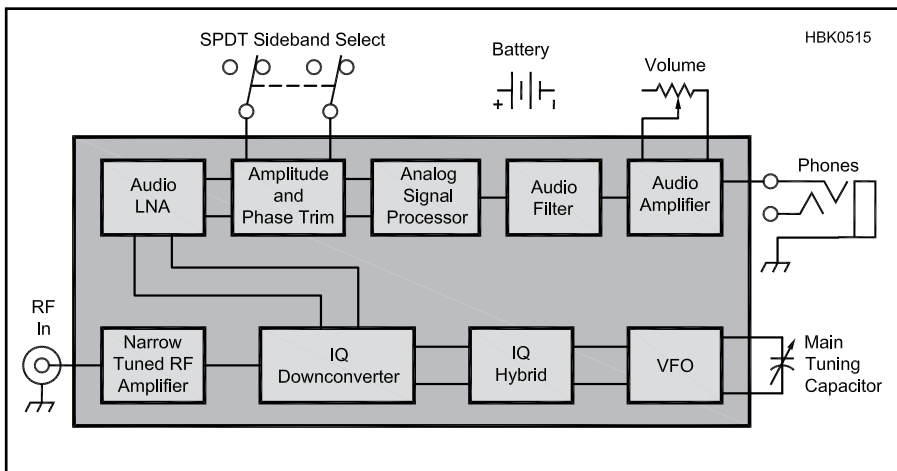 HBK0515
SPDT Sideband Select
Battery
+ I
Volume
Audio
LNA
Amplitude
and
Phase Trim
Analog
Signal
Processor
Audio
Filter
Audio
Amplifier
Phones
RF
In
Narrow
Tuned RF
Amplifier
IQ
Downconverter
IQ
Hybrid
VFO
Main
Tuning
Capacitor